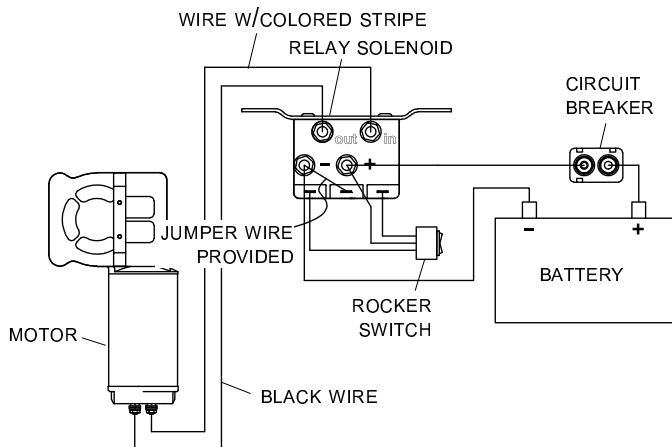 WIRE W/COLORED STRIPE
RELAY SOLENOID
CIRCUIT
BREAKER
out in
- +
JUMPER WIRE
PROVIDED
- +
BATTERY
ROCKER
SWITCH
MOTOR
BLACK WIRE